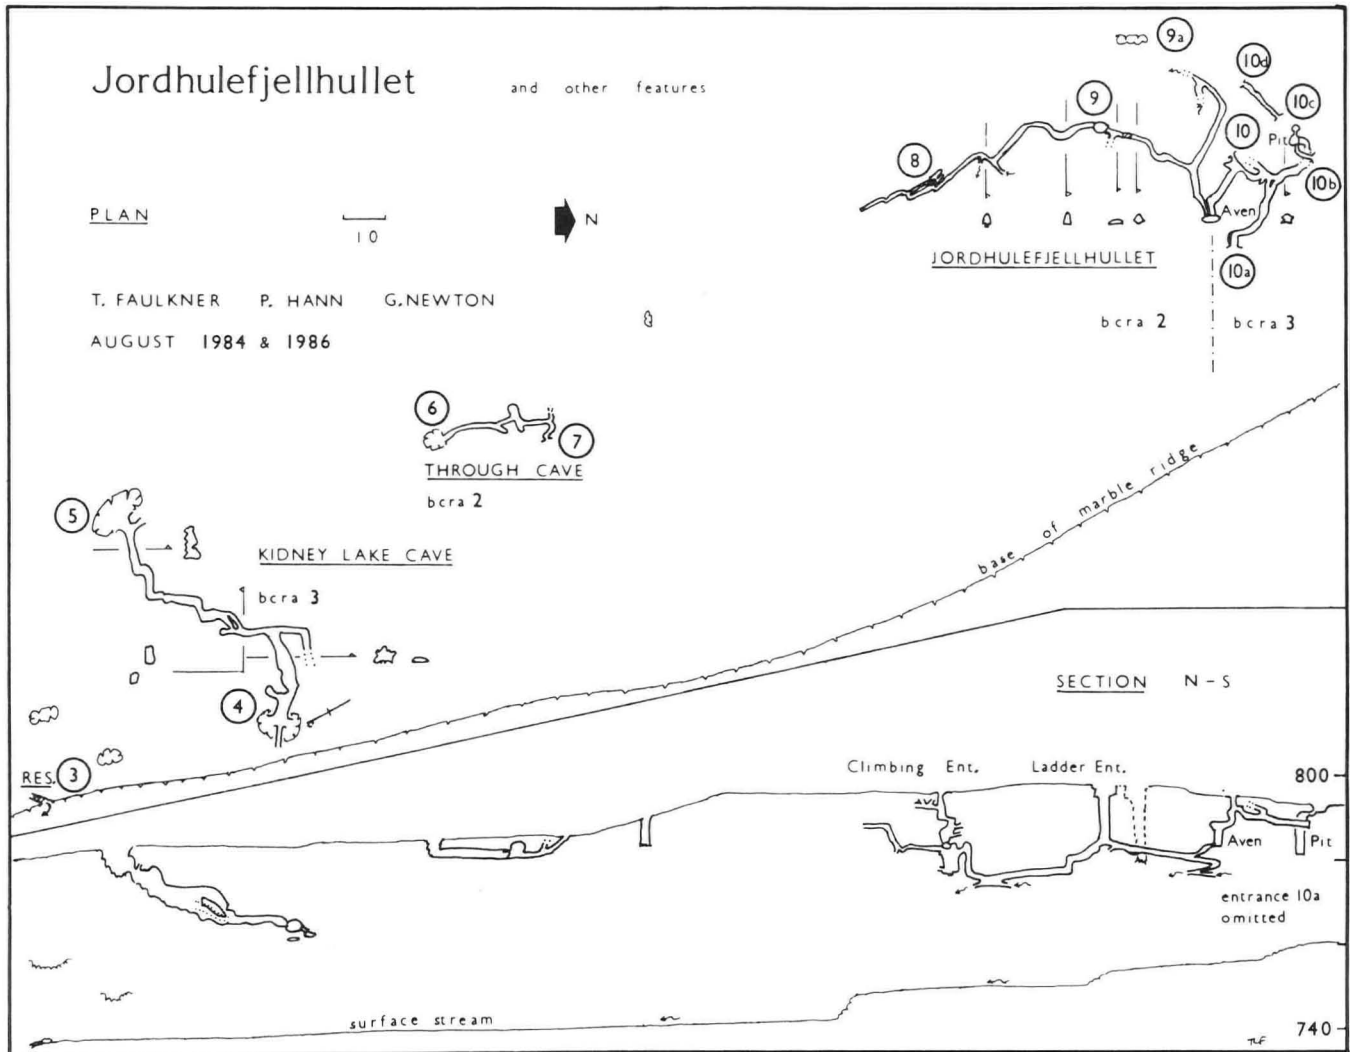 Jordhulefjellhullet and other features
9a
10d
9
10c
10
Pit
8
10b
PLAN
10
N
Aven
JORDHULEFJELLHULLET
10a
T. FAULKNER P. HANN G.NEWTON
bcra 2
bcra 3
AUGUST 1984 & 1986
6
7
THROUGH CAVE
bcra 2
5
base of marble ridge
KIDNEY LAKE CAVE
bcra 3
SECTION N-S
4
RES. 3
Climbing Ent. Ladder Ent.
800
Aven
Pit
entrance 10a
omitted
surface stream
740
TLF